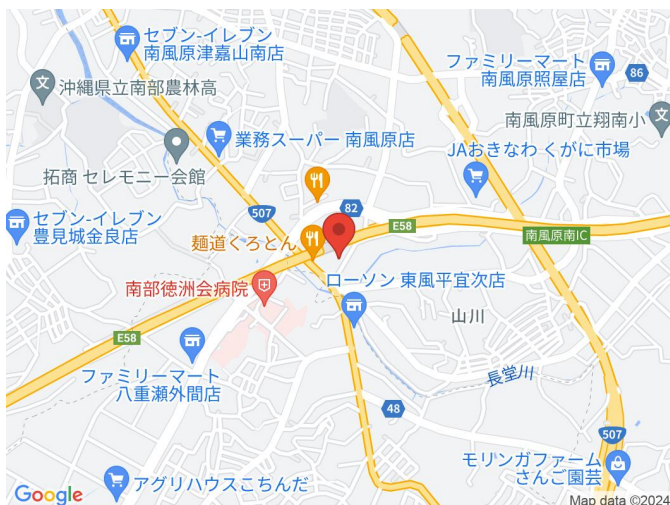 セブン-イレブン
南風原津嘉山南店
ファミリーマート
南風原照屋店
86
沖縄県立南部農林高
業務スーパー 南風原店
南風原町立翔南小
JAおきなわ くがに市場
拓商 セレモニー会館
82
507
E58
セブン-イレブン
豊見城金良店
麺道くろとん
南風原南IC
南部徳洲会病院
ローソン 東風平宜次店
山川
E58
ファミリーマート
八重瀬外間店
長堂川
48
507
モリンガファーム
さんご園芸
アグリハウスこちんだ
Google
Map data ©2024